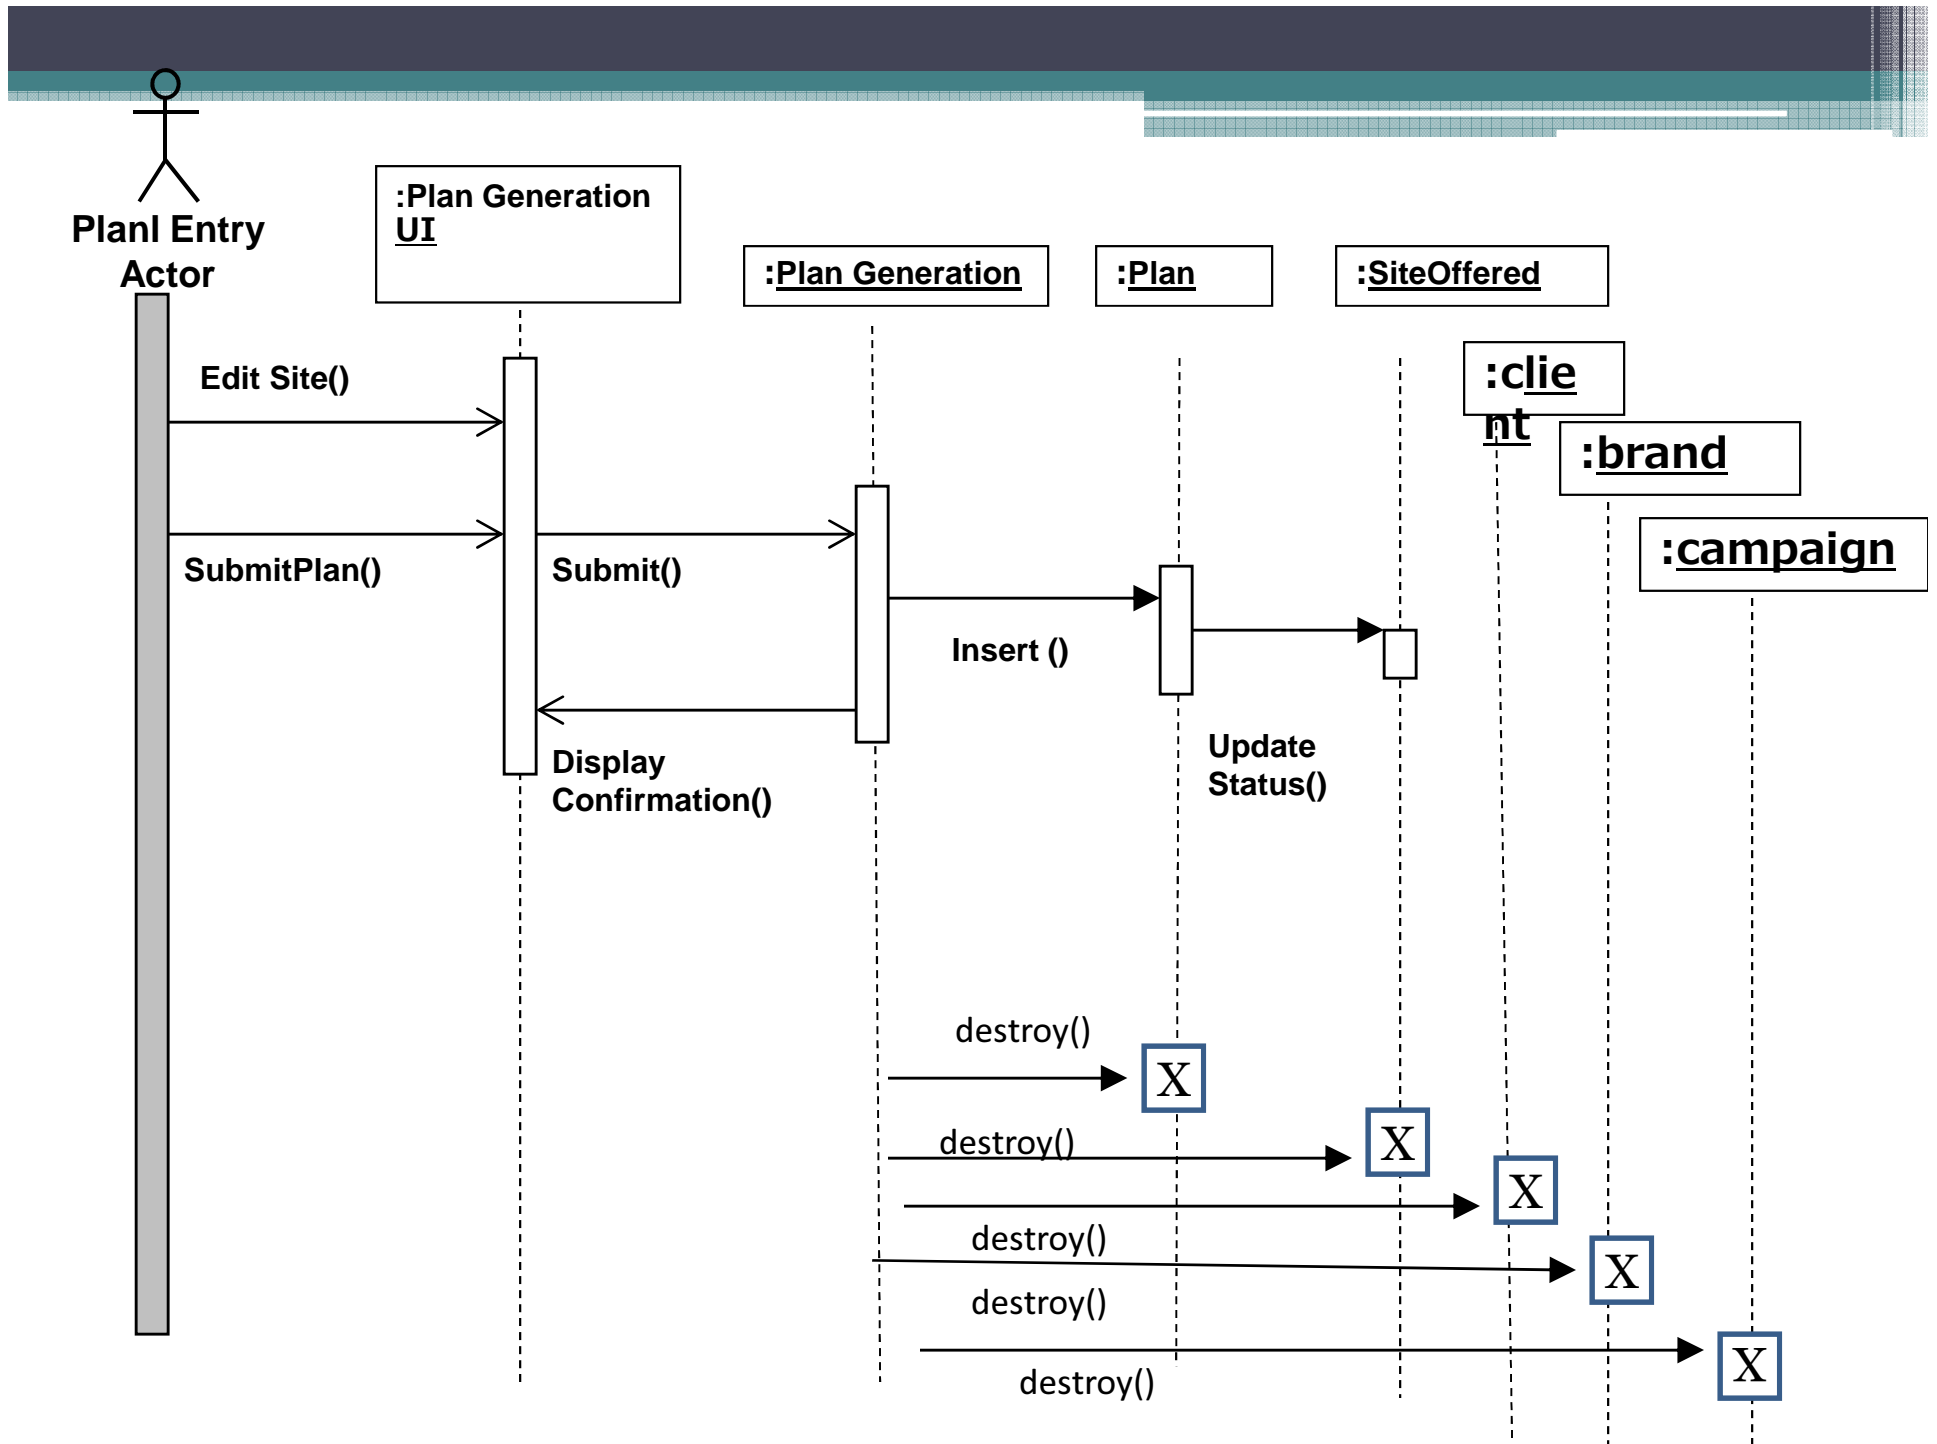 PlanI Entry
Actor
:Plan Generation
UI
:Plan Generation
:Plan
:SiteOffered
:clie
nt
:brand
:campaign
Edit Site()
SubmitPlan()
Submit()
Insert ()
Update
Status()
Display
Confirmation()
destroy()
X
destroy()
X
X
destroy()
X
destroy()
X
destroy()